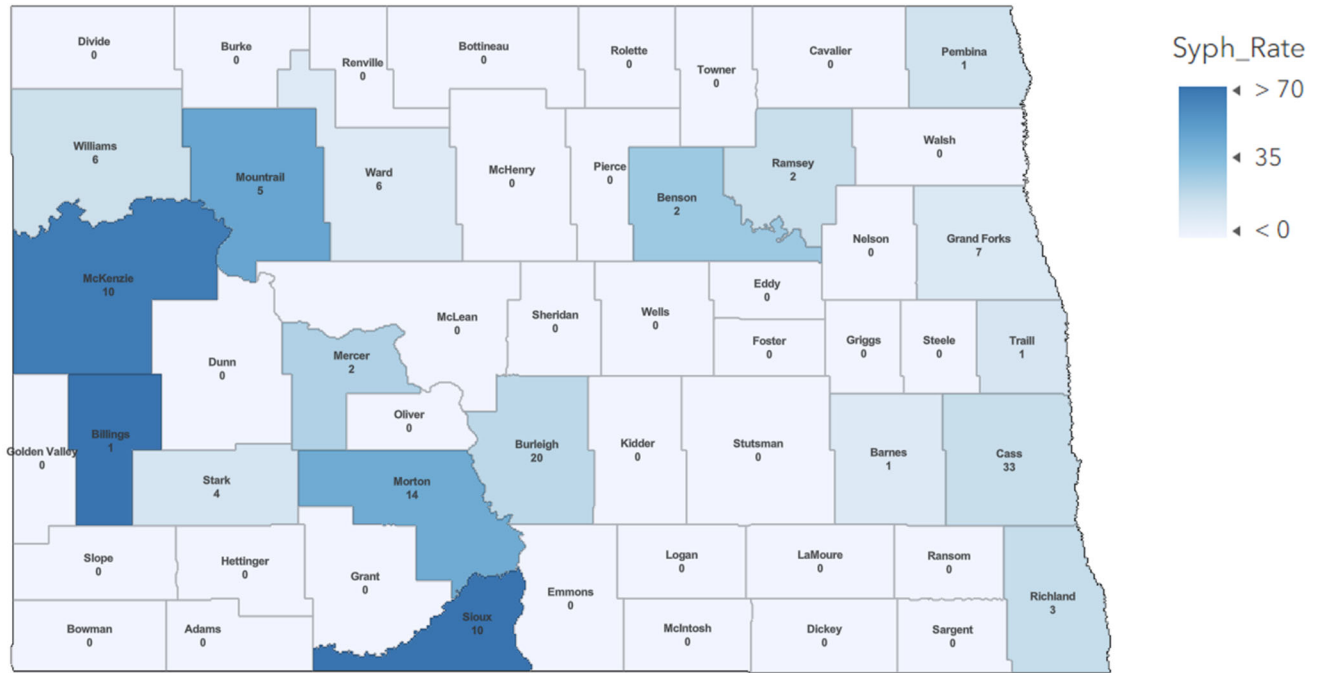 Divide
0
Burke
0
Renville
0
Bottineau
0
Rolette
0
Towner
0
Cavalier
0
Pembina
1
Syph_Rate
> 70
35
< 0
Williams
6
Mountrail
5
Ward
6
McHenry
0
Pierce
0
Benson
2
Ramsey
2
Walsh
0
Nelson
0
Grand Forks
7
McKenzie
10
Dunn
0
McLean
0
Mercer
2
Oliver
0
Sheridan
0
Wells
0
Eddy
0
Foster
0
Griggs
0
Steele
0
Traill
1
Golden Valley
0
Billings
1
Stark
4
Morton
14
Burleigh
20
Kidder
0
Stutsman
0
Barnes
1
Cass
33
Slope
0
Hettinger
0
Grant
0
Sioux
10
Emmons
0
Logan
0
LaMoure
0
Ransom
0
Richland
3
Bowman
0
Adams
0
McIntosh
0
Dickey
0
Sargent
0